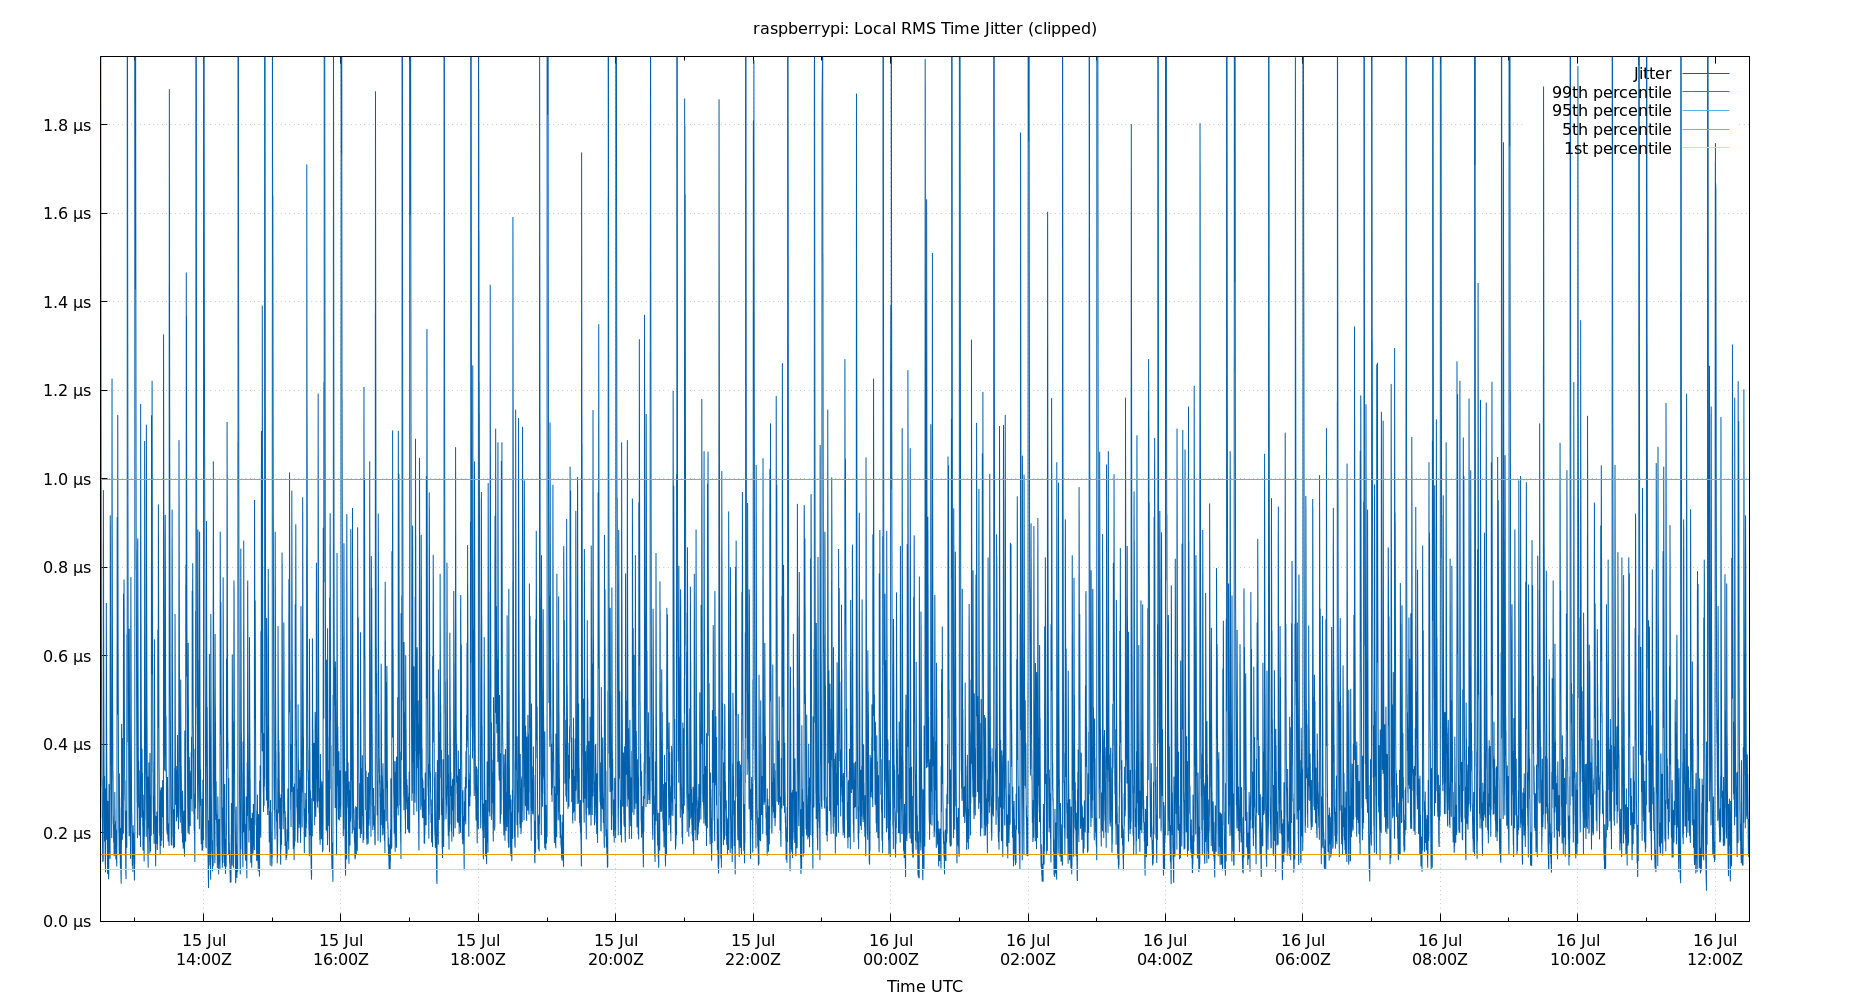 raspberrypi: Local RMS Time Jitter (clipped)
Jitter
99th percentile
95th percentile
5th percentile
1st percentile
1.8 µs
1.6 µs
1.4 µs
1.2 µs
1.0 µs
0.8 µs
0.6 µs
0.4 µs
0.2 µs
0.0 µs
15 Jul 15 Jul 15 Jul 15 Jul 15 Jul 16 Jul 16 Jul 16 Jul 16 Jul 16 Jul 16 Jul 16 Jul
14:00Z 16:00Z 18:00Z 20:00Z 22:00Z 00:00Z 02:00Z 04:00Z 06:00Z 08:00Z 10:00Z 12:00Z
Time UTC